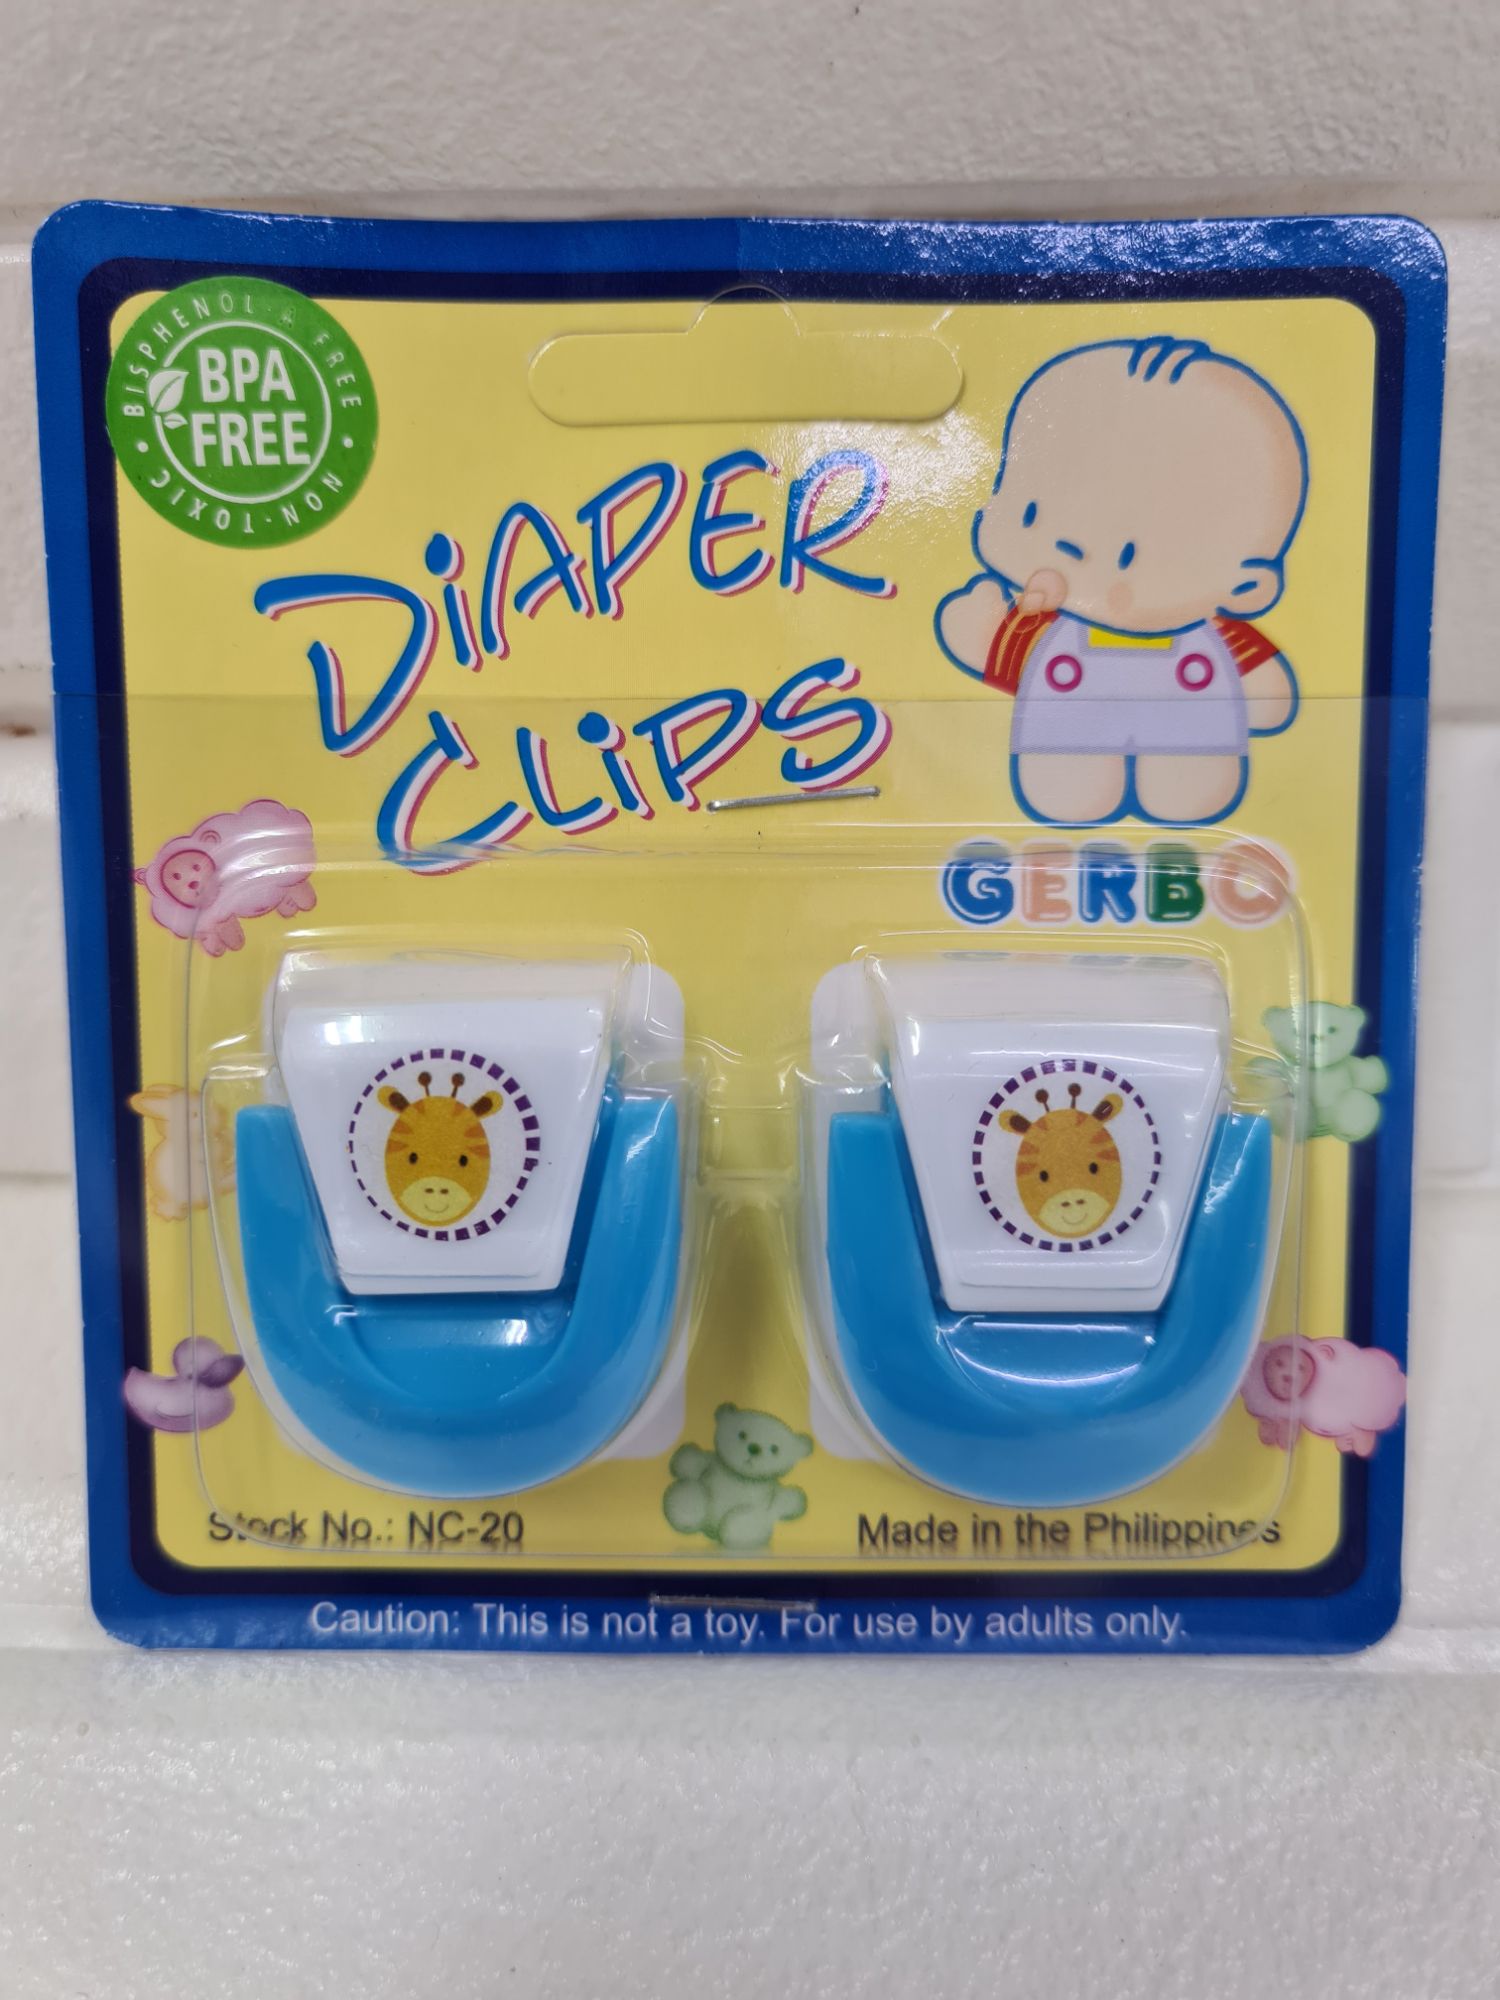 BISPHENOL-A FREE
BPA
FREE
NON-TOXIC
DiAPER
CLiPS
GERBO
Stock No.: NC-20
Made in the Philippines
Caution: This is not a toy. For use by adults only.